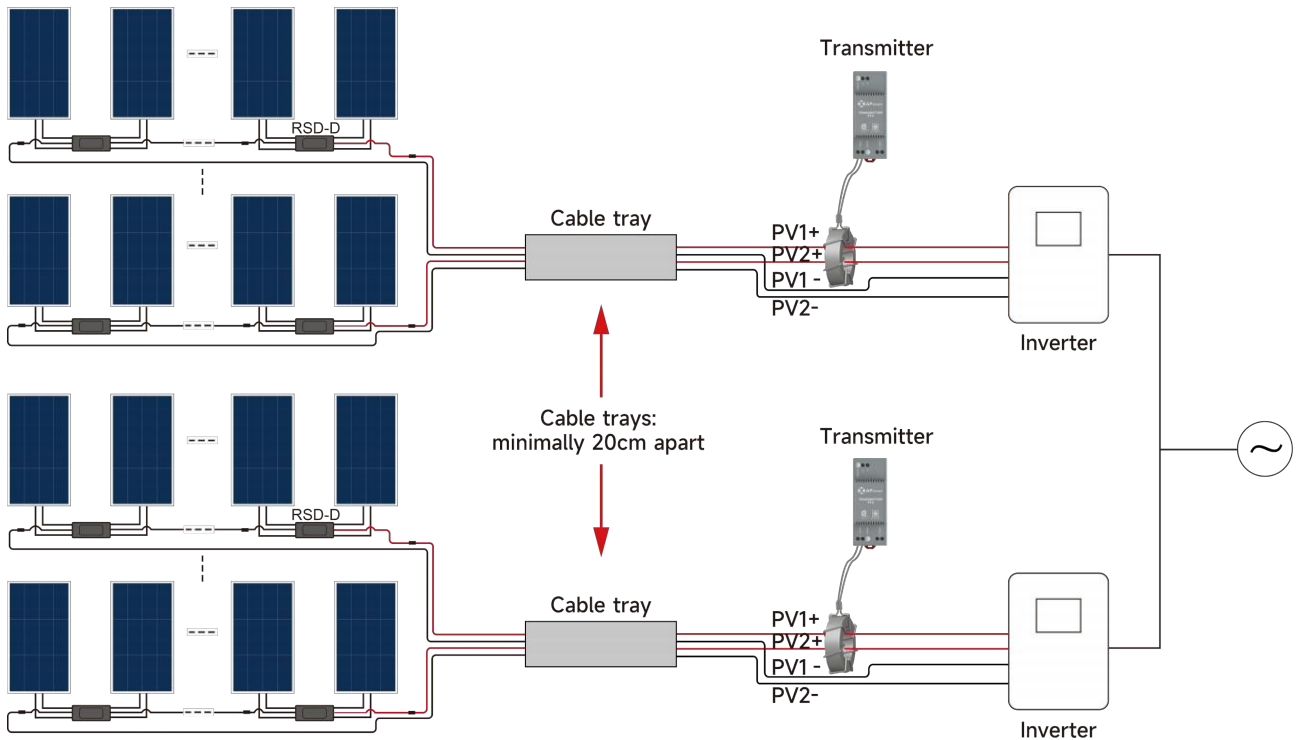 Transmitter
RSD-D
Cable tray
PV1+
PV2+
PV1 -
PV2-
Inverter
Cable trays:
minimally 20cm apart
Transmitter
RSD-D
Cable tray
PV1+
PV2+
PV1 -
PV2-
Inverter